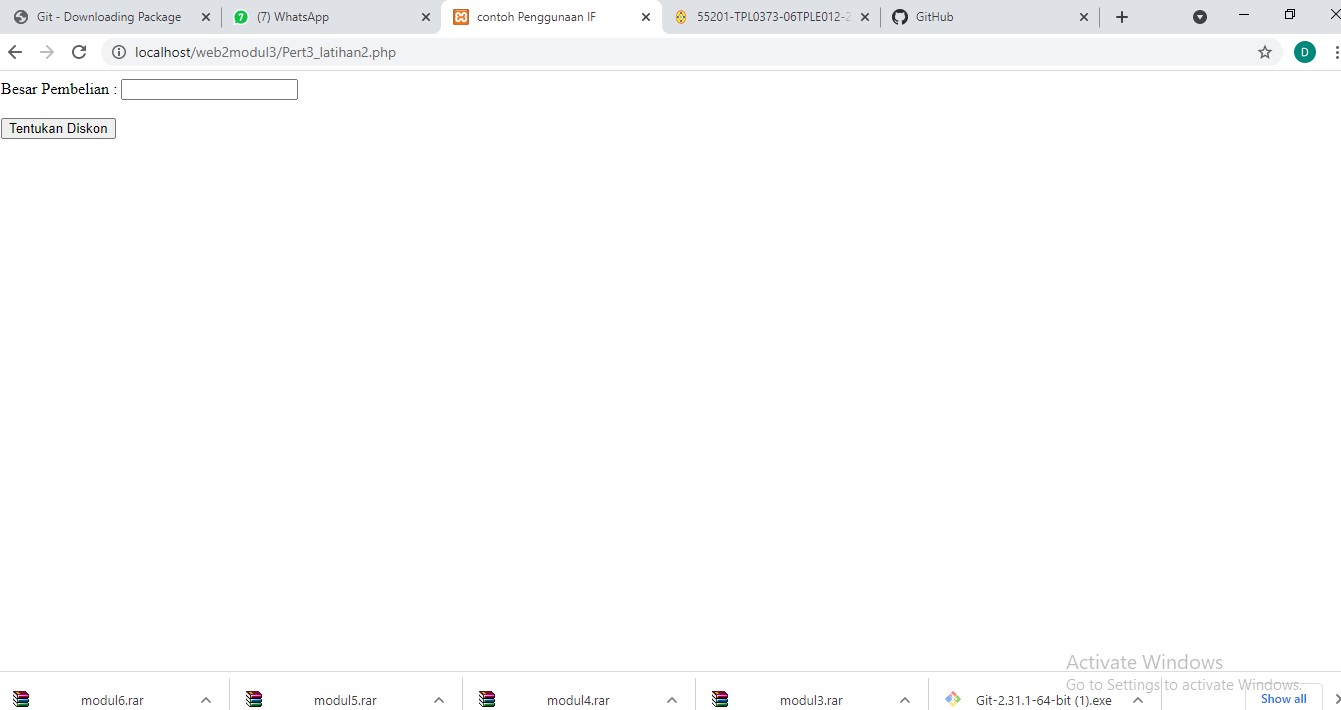 Git - Downloading Package
(7) WhatsApp
contoh Penggunaan IF
55201-TPL0373-06TPLE012-2
GitHub
localhost/web2modul3/Pert3_latihan2.php
D
Besar Pembelian :
Tentukan Diskon
Activate Windows
Go to Settings to activate Windows.
modul6.rar
modul5.rar
modul4.rar
modul3.rar
Git-2.31.1-64-bit (1).exe
Show all